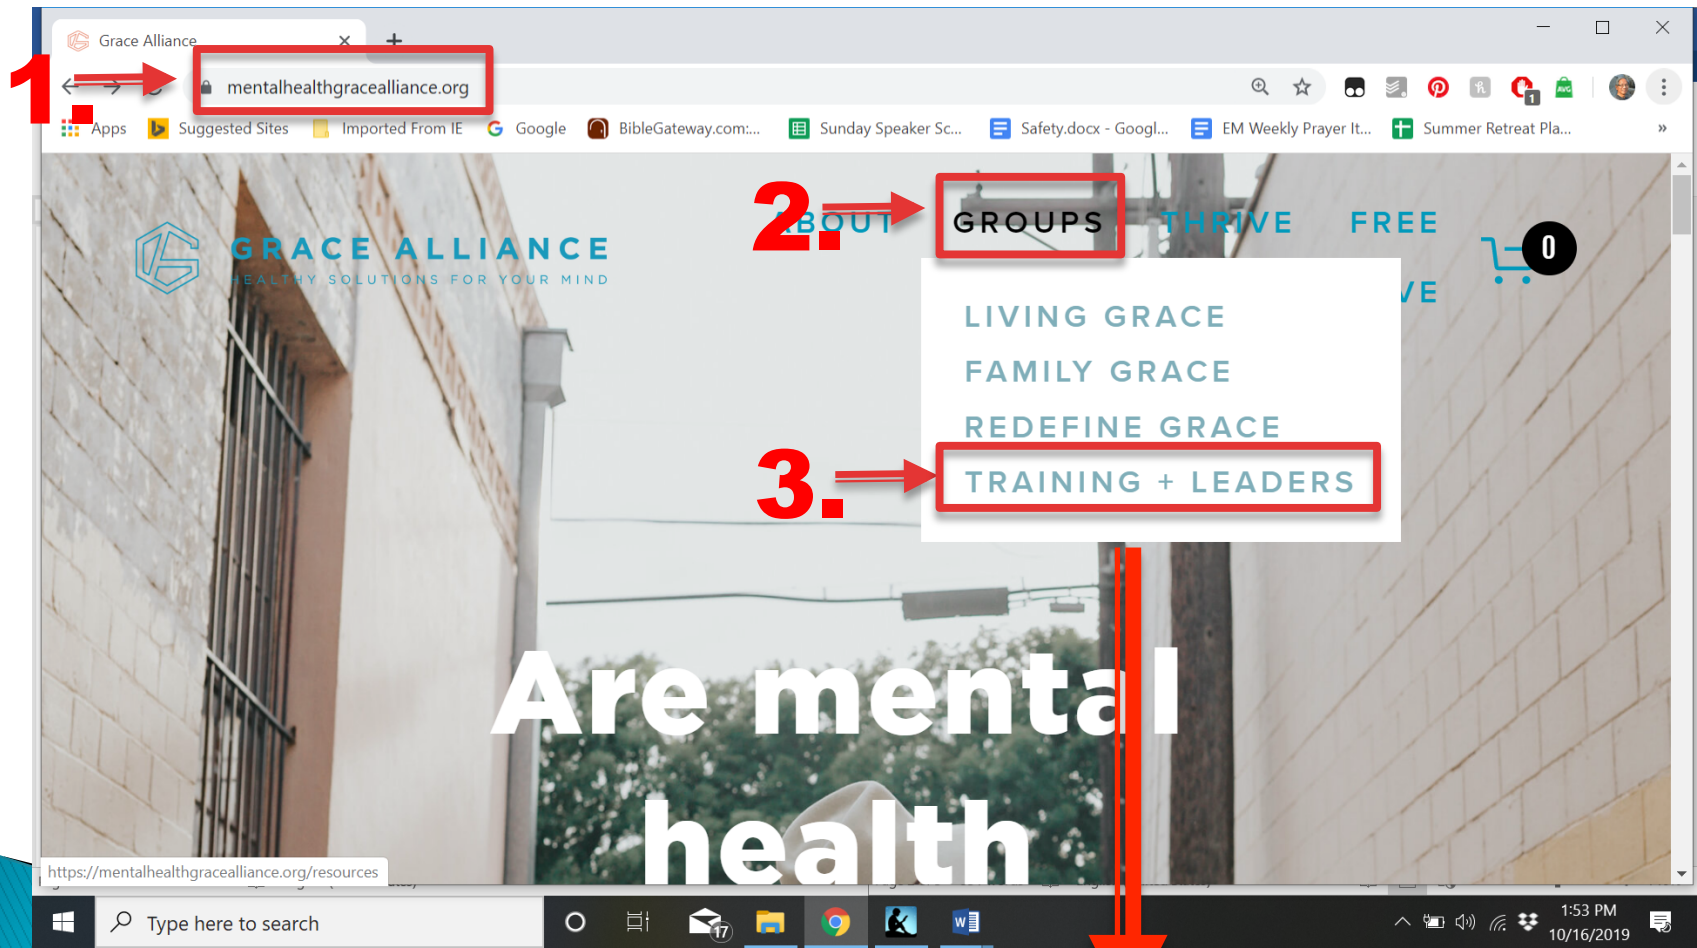 Grace Alliance
1.
mentalhealthgracealliance.org
1
Apps Suggested Sites Imported From IE Google BibleGateway.com:... Sunday Speaker Sc... Safety.docx - Googl... EM Weekly Prayer It... Summer Retreat Pla... »
2.
ABOUT GROUPS THRIVE FREE
0
GRACE ALLIANCE
HEALTHY SOLUTIONS FOR YOUR MIND
LIVING GRACE
FAMILY GRACE
REDEFINE GRACE
3.
TRAINING + LEADERS
Are mental
health
https://mentalhealthgracealliance.org/resources
Type here to search
17
1:53 PM
10/16/2019